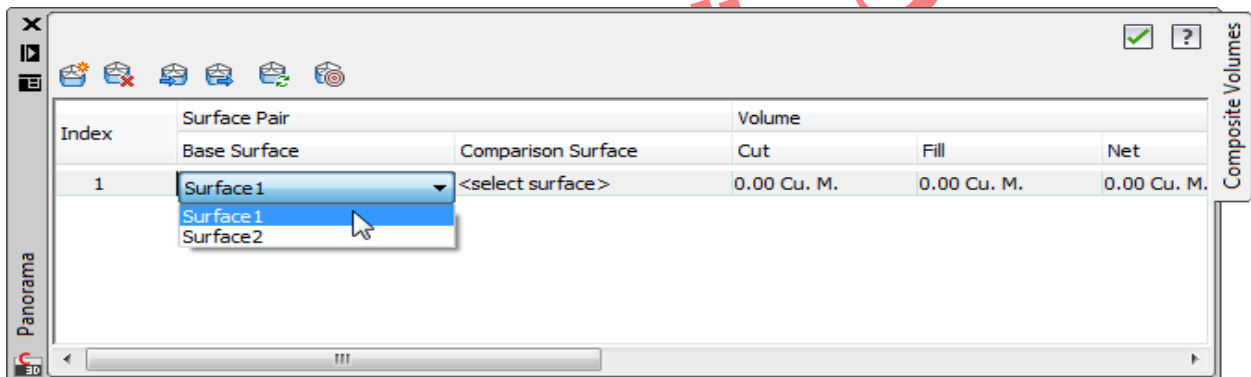 Composite Volumes
Surface Pair Volume
Index
Base Surface Comparison Surface Cut Fill Net
1 Surface1 <select surface> 0.00 Cu. M. 0.00 Cu. M. 0.00 Cu. M.
Surface1
Surface2
Panorama
C
3D